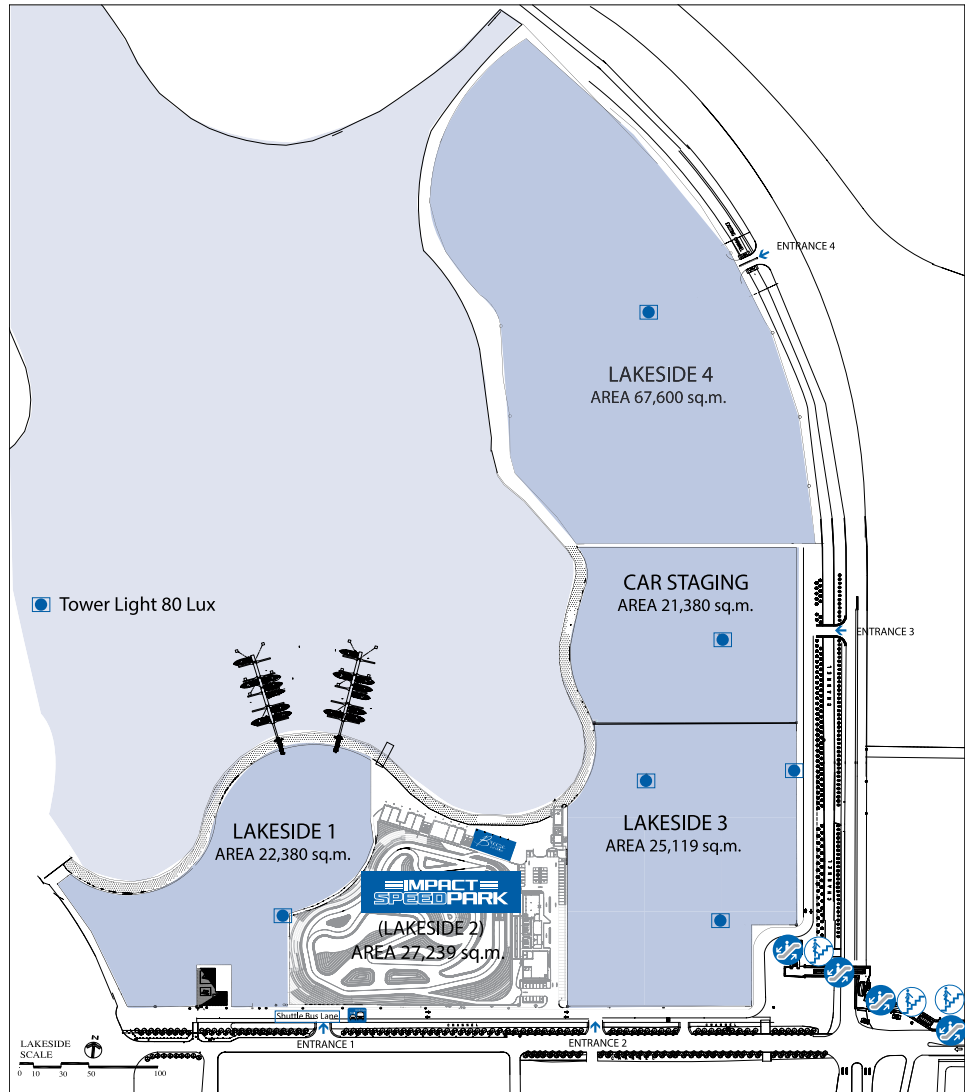 ENTRANCE 4
LAKESIDE 4
AREA 67,600 sq.m.
CAR STAGING
AREA 21,380 sq.m.
Tower Light 80 Lux
ENTRANCE 3
LAKESIDE 1
AREA 22,380 sq.m.
LAKESIDE 3
AREA 25,119 sq.m.
IMPACT
SPEEDPARK
(LAKESIDE 2)
AREA 27,239 sq.m.
Shuttle Bus Lane
ENTRANCE 1
ENTRANCE 2
LAKESIDE
SCALE
N
0 10 30 50 100